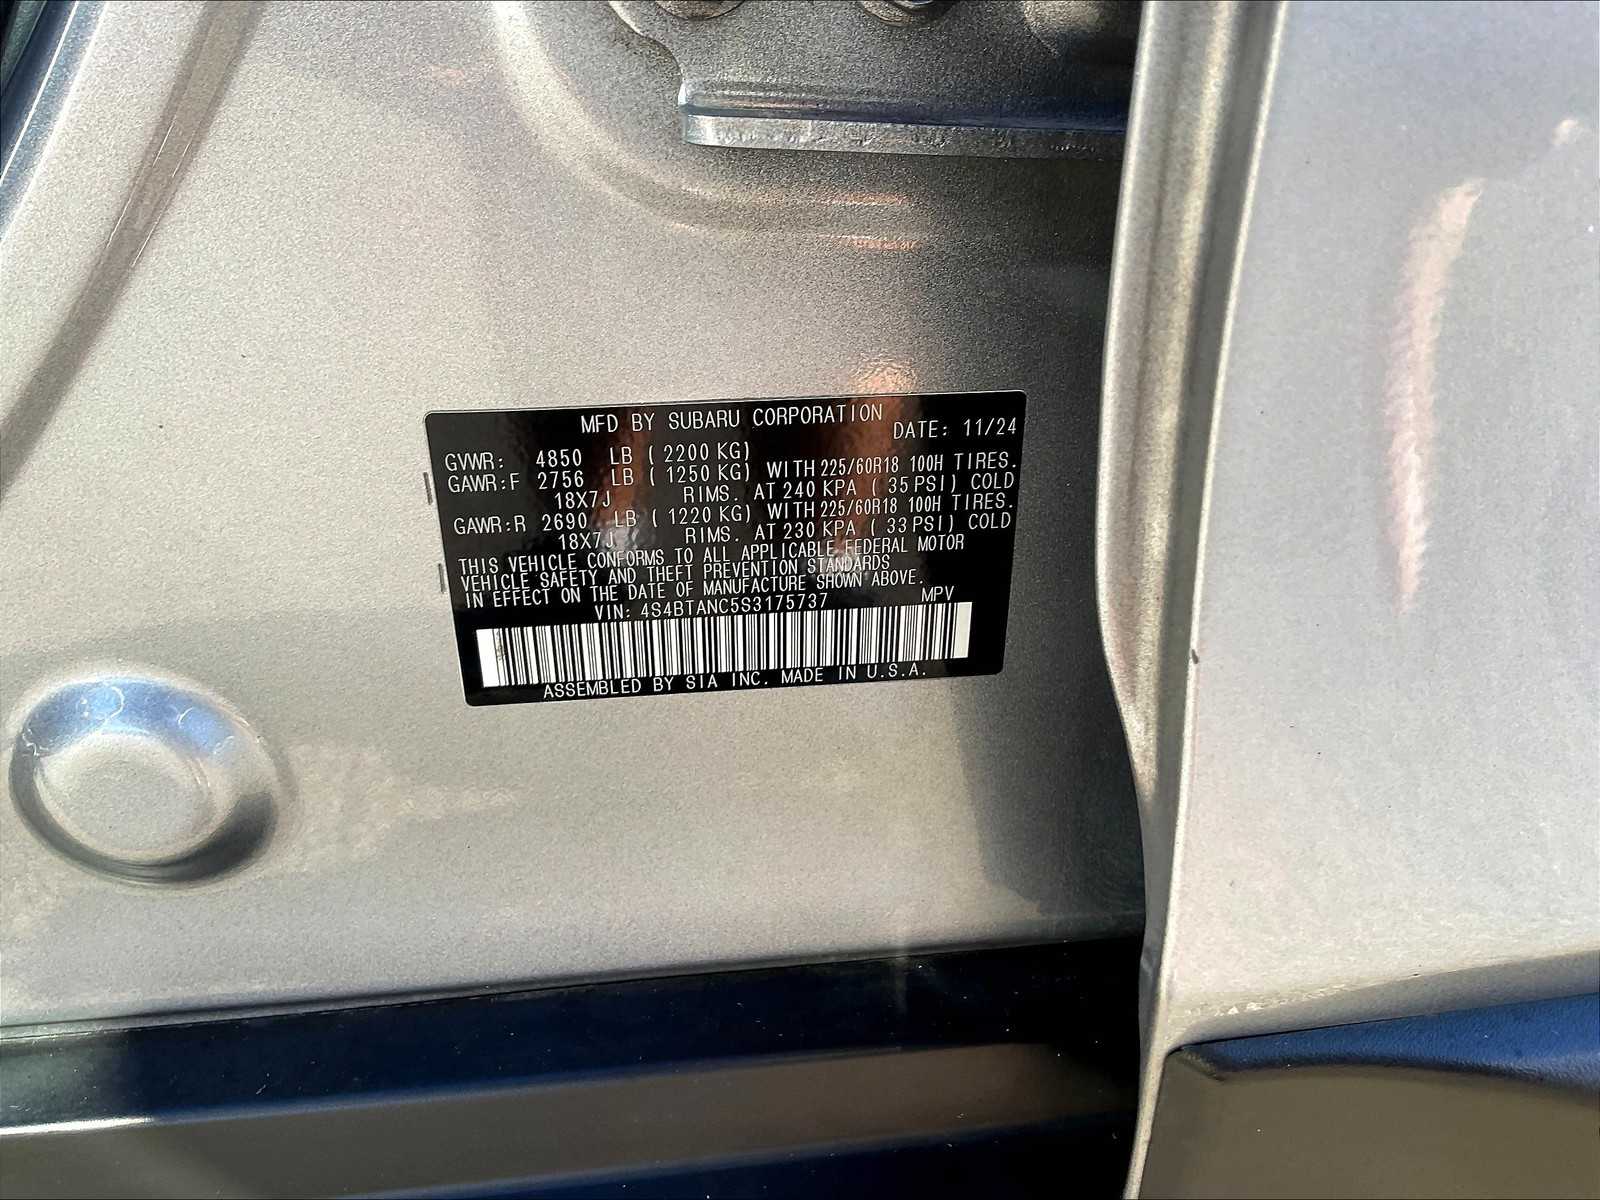 MFD BY SUBARU CORPORATION
DATE: 11/24
GVWR: 4850 LB ( 2200 KG)
GAWR:F 2756 LB ( 1250 KG) WITH 225/60R18 100H TIRES.
18X7J RIMS. AT 240 KPA ( 35 PSI) COLD
GAWR:R 2690 LB ( 1220 KG) WITH 225/60R18 100H TIRES.
18X7J RIMS. AT 230 KPA ( 33 PSI) COLD
THIS VEHICLE CONFORMS TO ALL APPLICABLE FEDERAL MOTOR
VEHICLE SAFETY AND THEFT PREVENTION STANDARDS
IN EFFECT ON THE DATE OF MANUFACTURE SHOWN ABOVE.
VIN: 4S4BTANC5S3175737 MPV
ASSEMBLED BY SIA INC. MADE IN U.S.A.